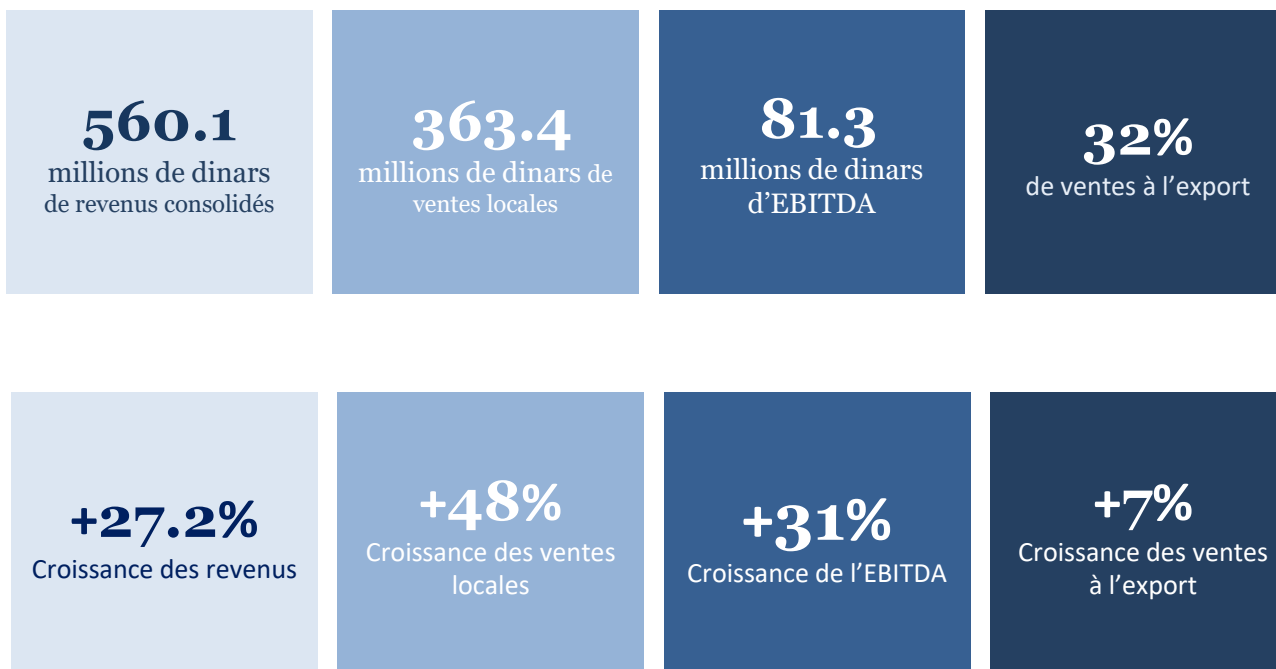 560.1
millions de dinars
de revenus consolidés
363.4
millions de dinars de
ventes locales
81.3
millions de dinars
d’EBITDA
32%
de ventes à l’export
+27.2%
Croissance des revenus
+48%
Croissance des ventes
locales
+31%
Croissance de l’EBITDA
+7%
Croissance des ventes
à l’export